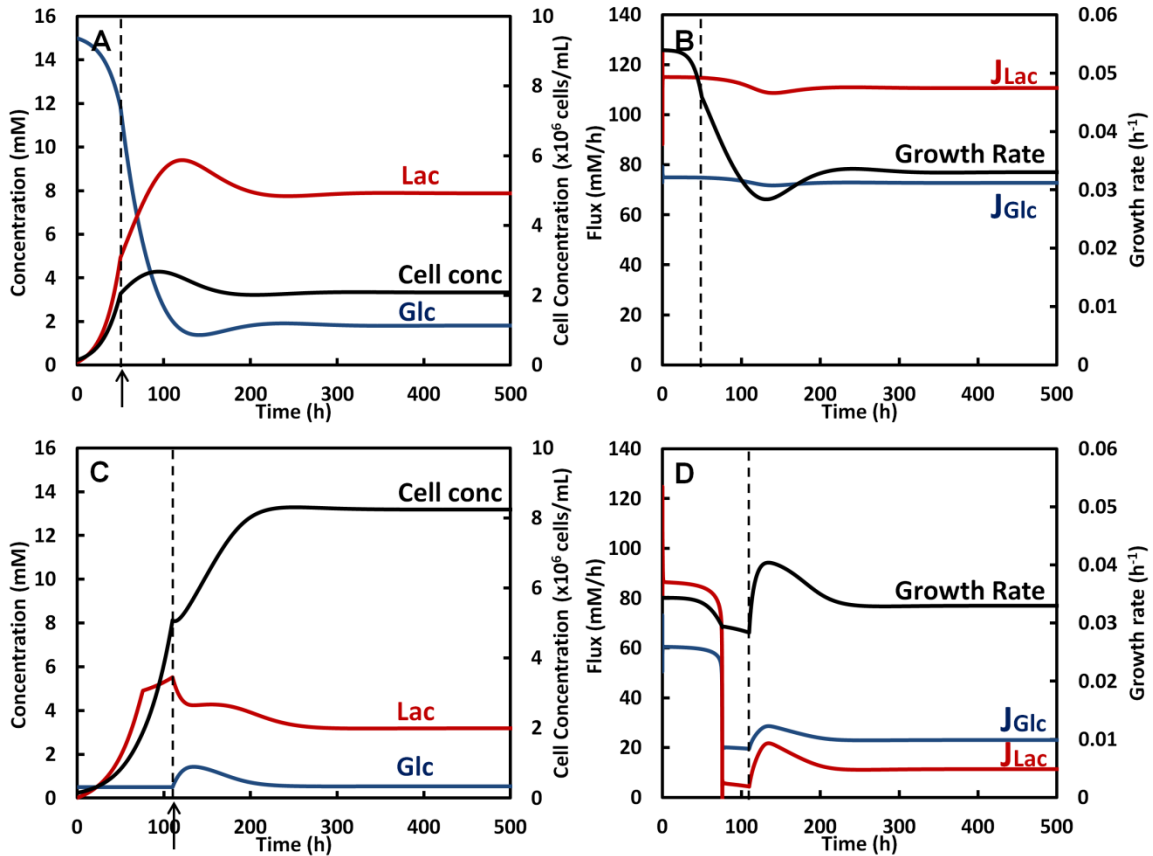 A
Concentration (mM)
16
14
12
10
8
6
4
2
0
Lac
Cell conc
Glc
10
8
6
4
2
0
Cell Concentration (x10⁶ cells/mL)
0 100 200 300 400 500
Time (h)
B
Flux (mM/h)
140
120
100
80
60
40
20
0
JLac
Growth Rate
JGlc
0.06
0.05
0.04
0.03
0.02
0.01
0
Growth rate (h⁻¹)
0 100 200 300 400 500
Time (h)
C
Concentration (mM)
16
14
12
10
8
6
4
2
0
Cell conc
Lac
Glc
10
8
6
4
2
0
Cell Concentration (x10⁶ cells/mL)
0 100 200 300 400 500
Time (h)
D
Flux (mM/h)
140
120
100
80
60
40
20
0
Growth Rate
JGlc
JLac
0.06
0.05
0.04
0.03
0.02
0.01
0
Growth rate (h⁻¹)
0 100 200 300 400 500
Time (h)